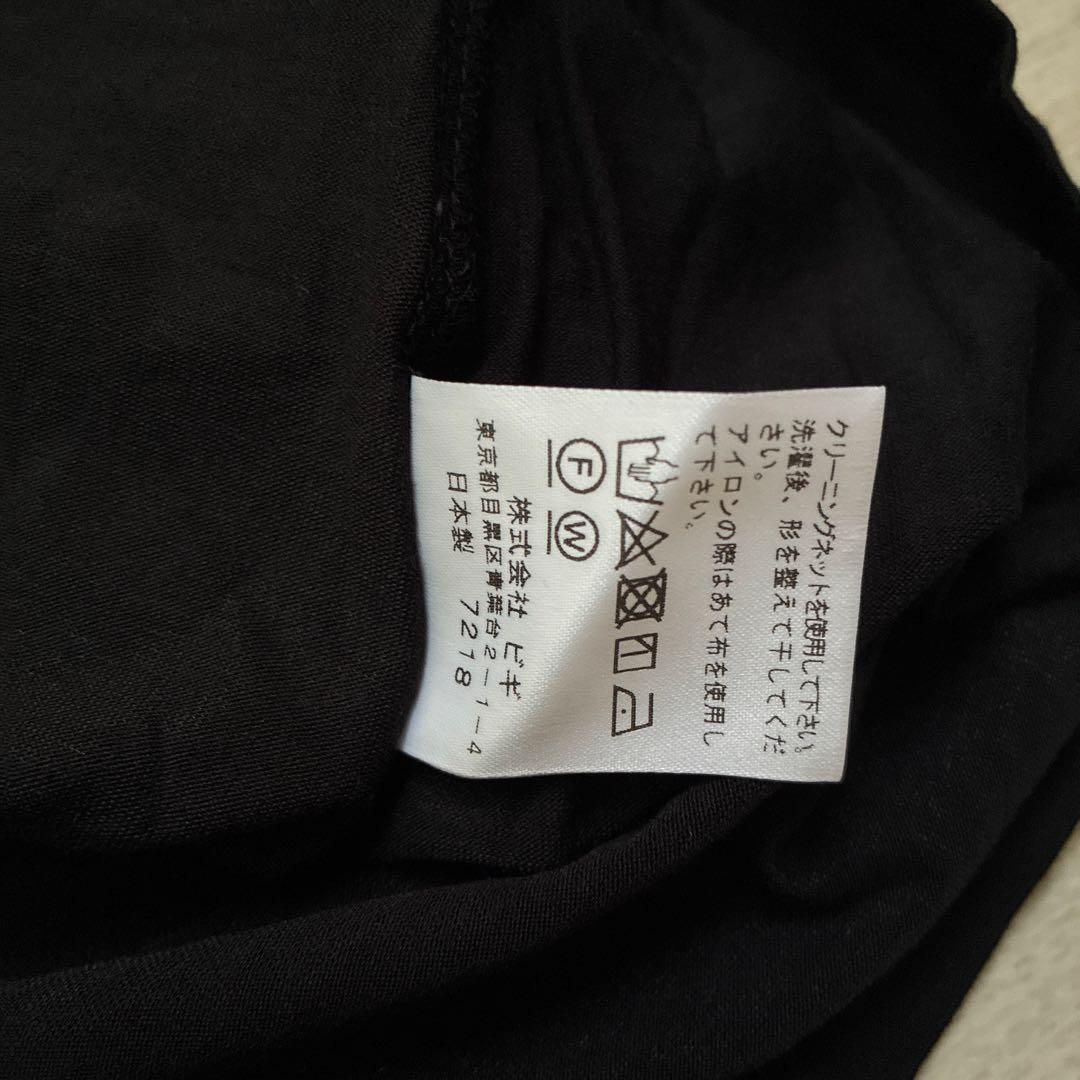 クリーニングネットを使用して下さい。
洗濯後、形を整えて干してくだ
さい。
アイロンの際はあて布を使用し
て下さい。
F W
株式会社 ビギ
東京都目黒区青葉台2-1-4
日本製 7218